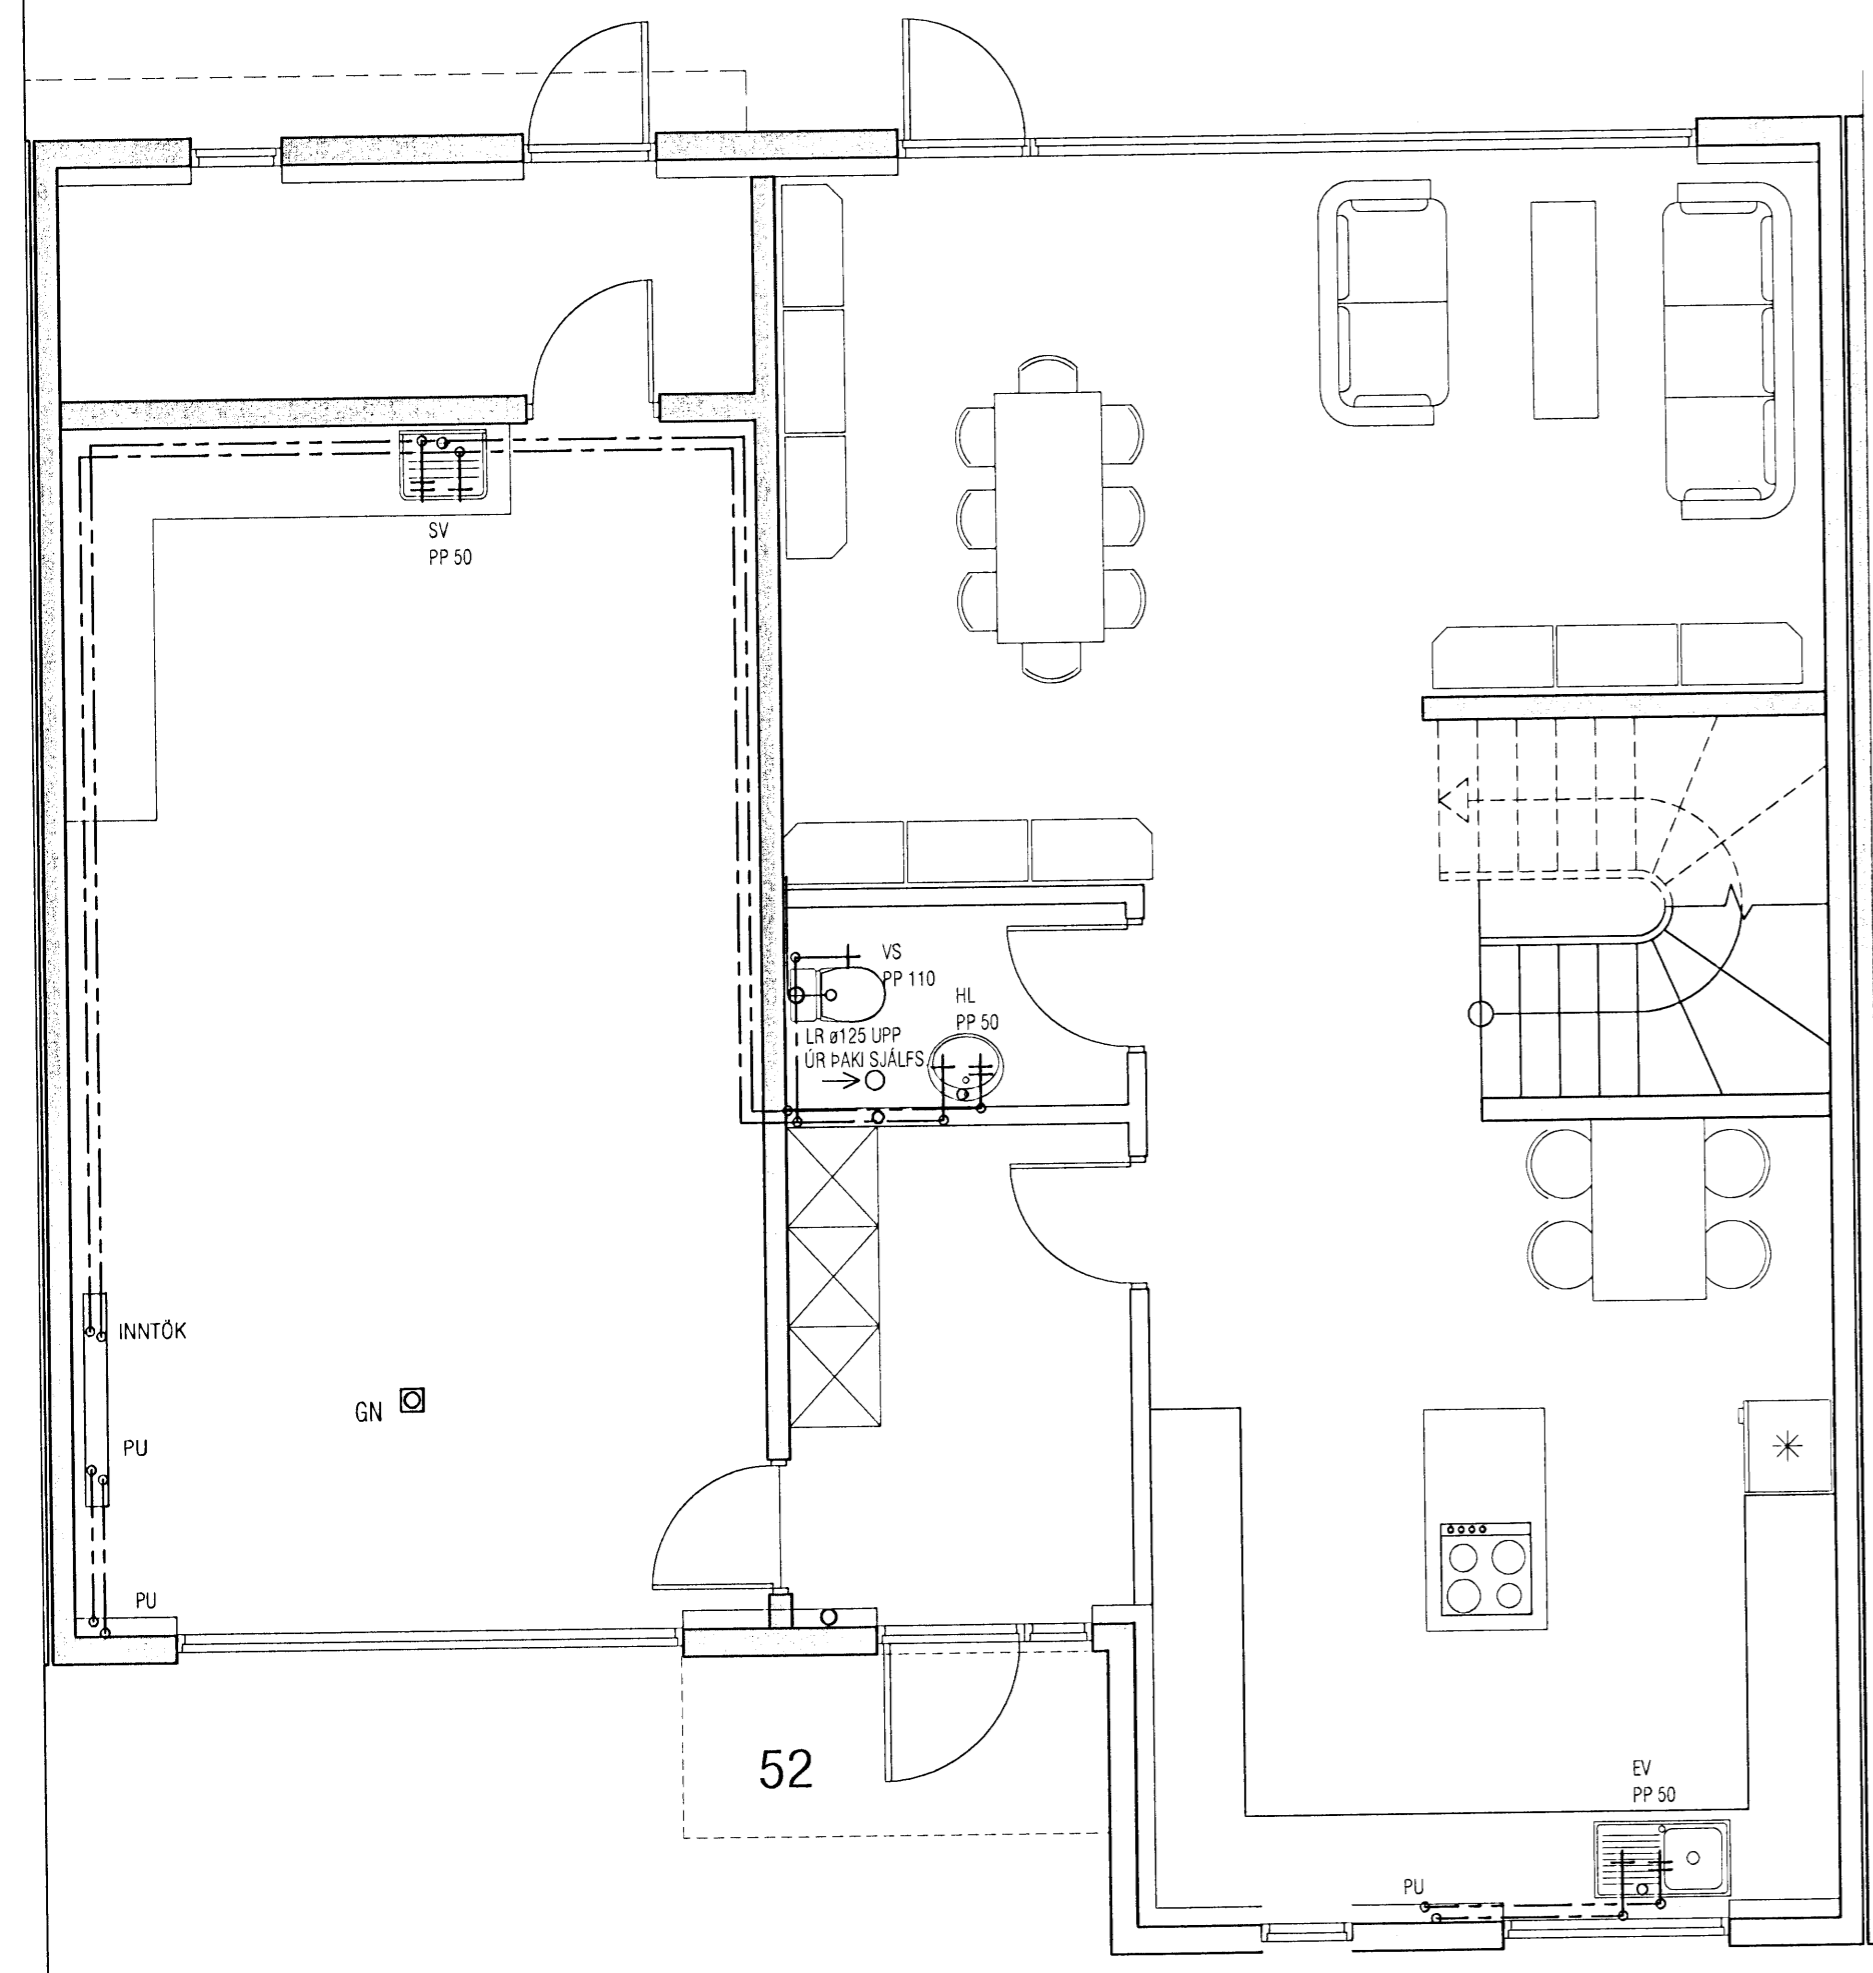 SV
PP 50
VS
PP 110
HL
PP 50
LR ø125 UPP
ÚR ÞAKI SJÁLFS.
INNTÖK
GN
PU
PU
52
EV
PP 50
PU